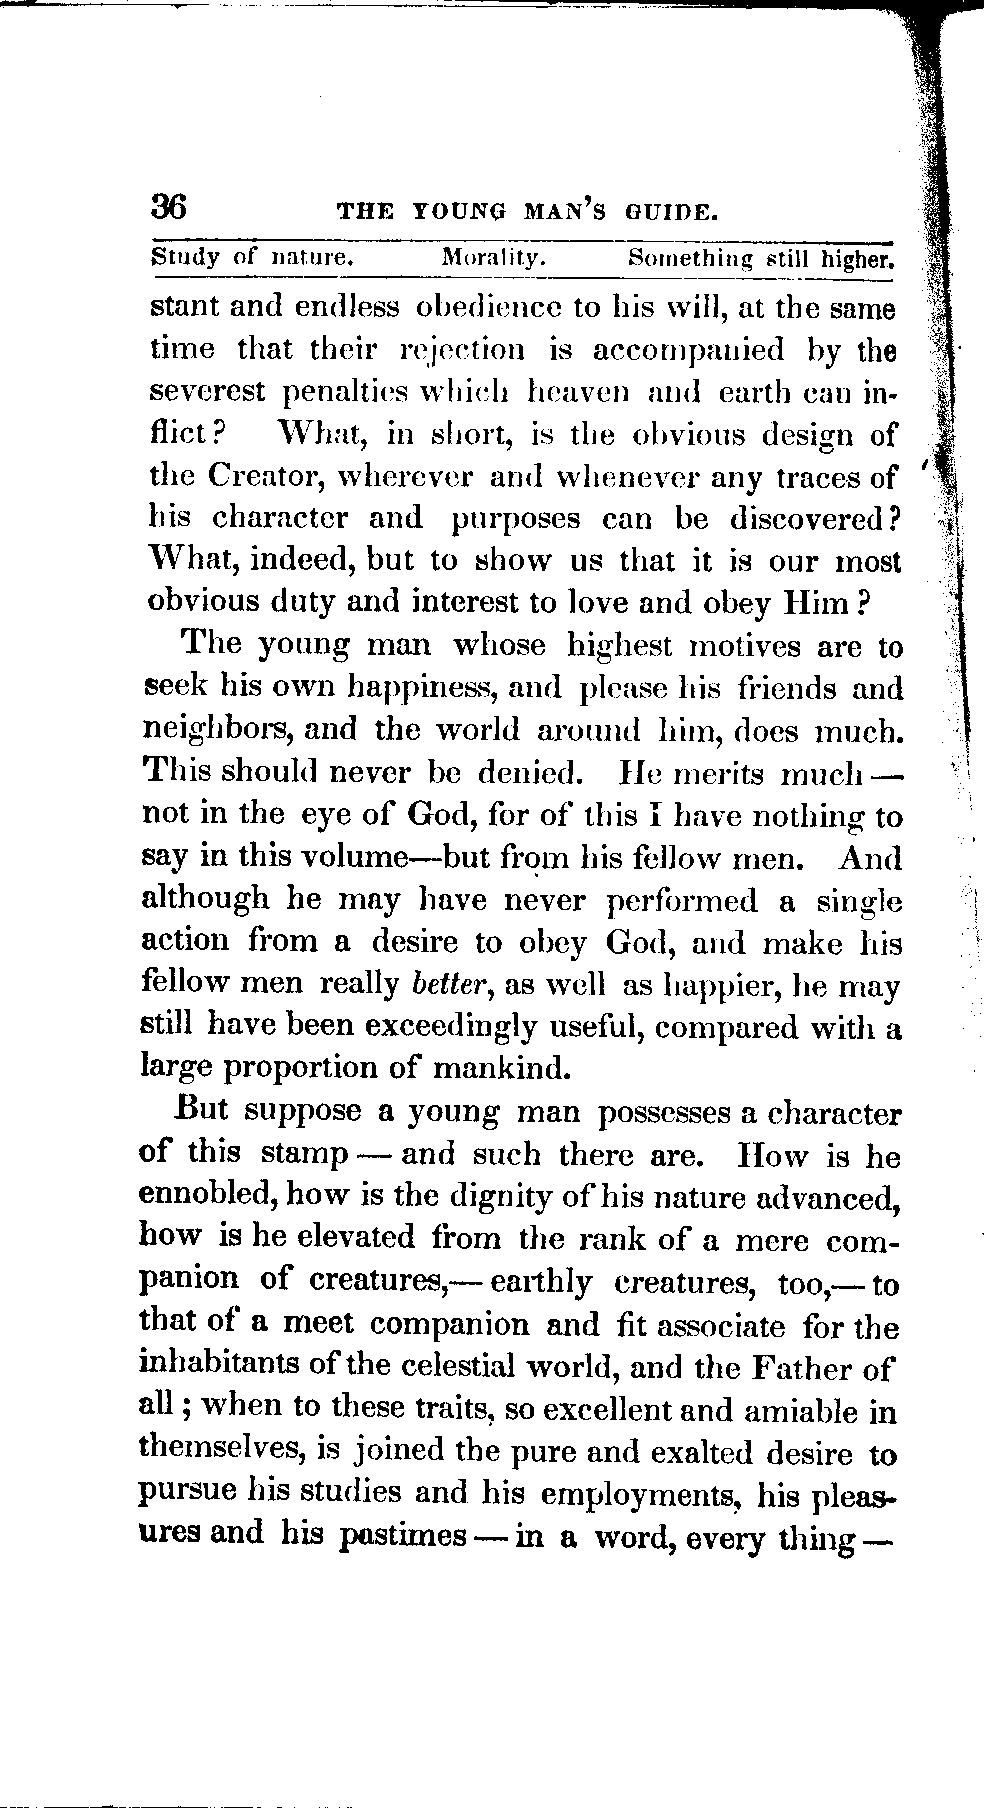 36 THE YOUNG MAN'S GUIDE.
Study of nature. Morality. Something still higher.
stant and endless obedience to his will, at the same
time that their rejection is accompanied by the
severest penalties which heaven and earth can in-
flict? What, in short, is the obvious design of
the Creator, wherever and whenever any traces of
his character and purposes can be discovered?
What, indeed, but to show us that it is our most
obvious duty and interest to love and obey Him?
The young man whose highest motives are to
seek his own happiness, and please his friends and
neighbors, and the world around him, does much.
This should never be denied. He merits much —
not in the eye of God, for of this I have nothing to
say in this volume—but from his fellow men. And
although he may have never performed a single
action from a desire to obey God, and make his
fellow men really better, as well as happier, he may
still have been exceedingly useful, compared with a
large proportion of mankind.
But suppose a young man possesses a character
of this stamp — and such there are. How is he
ennobled, how is the dignity of his nature advanced,
how is he elevated from the rank of a mere com-
panion of creatures,— earthly creatures, too,— to
that of a meet companion and fit associate for the
inhabitants of the celestial world, and the Father of
all; when to these traits, so excellent and amiable in
themselves, is joined the pure and exalted desire to
pursue his studies and his employments, his pleas-
ures and his pastimes — in a word, every thing —